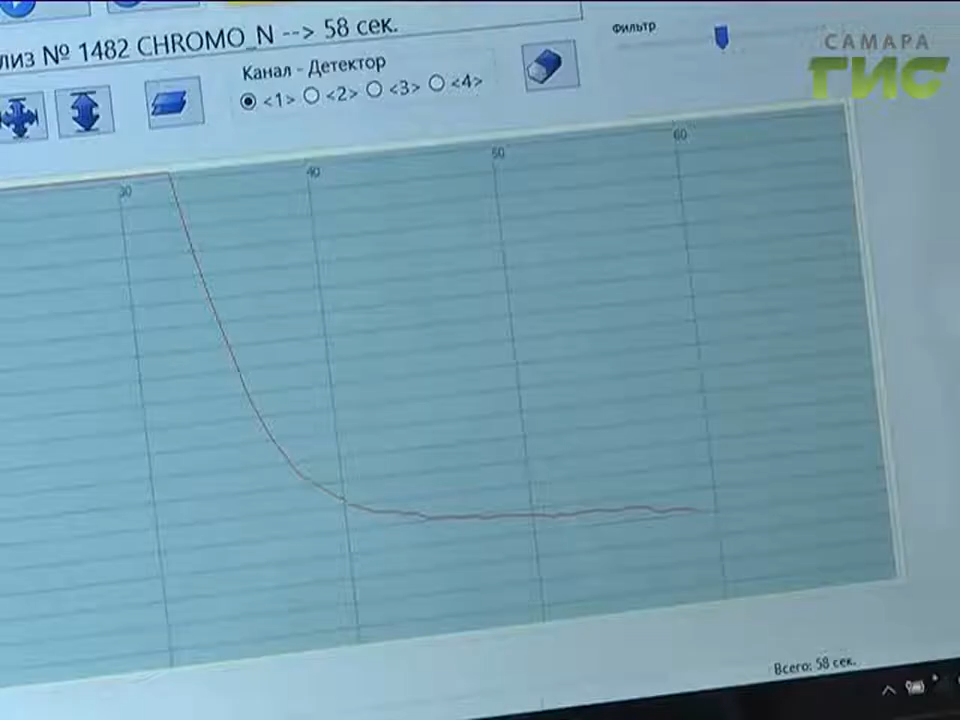 лиз № 1482 CHROMO_N --> 58 сек.
Фильтр
САМАРА
ГИС
Канал - Детектор
<1> <2> <3> <4>
30 40 50 60
Всего: 58 сек.